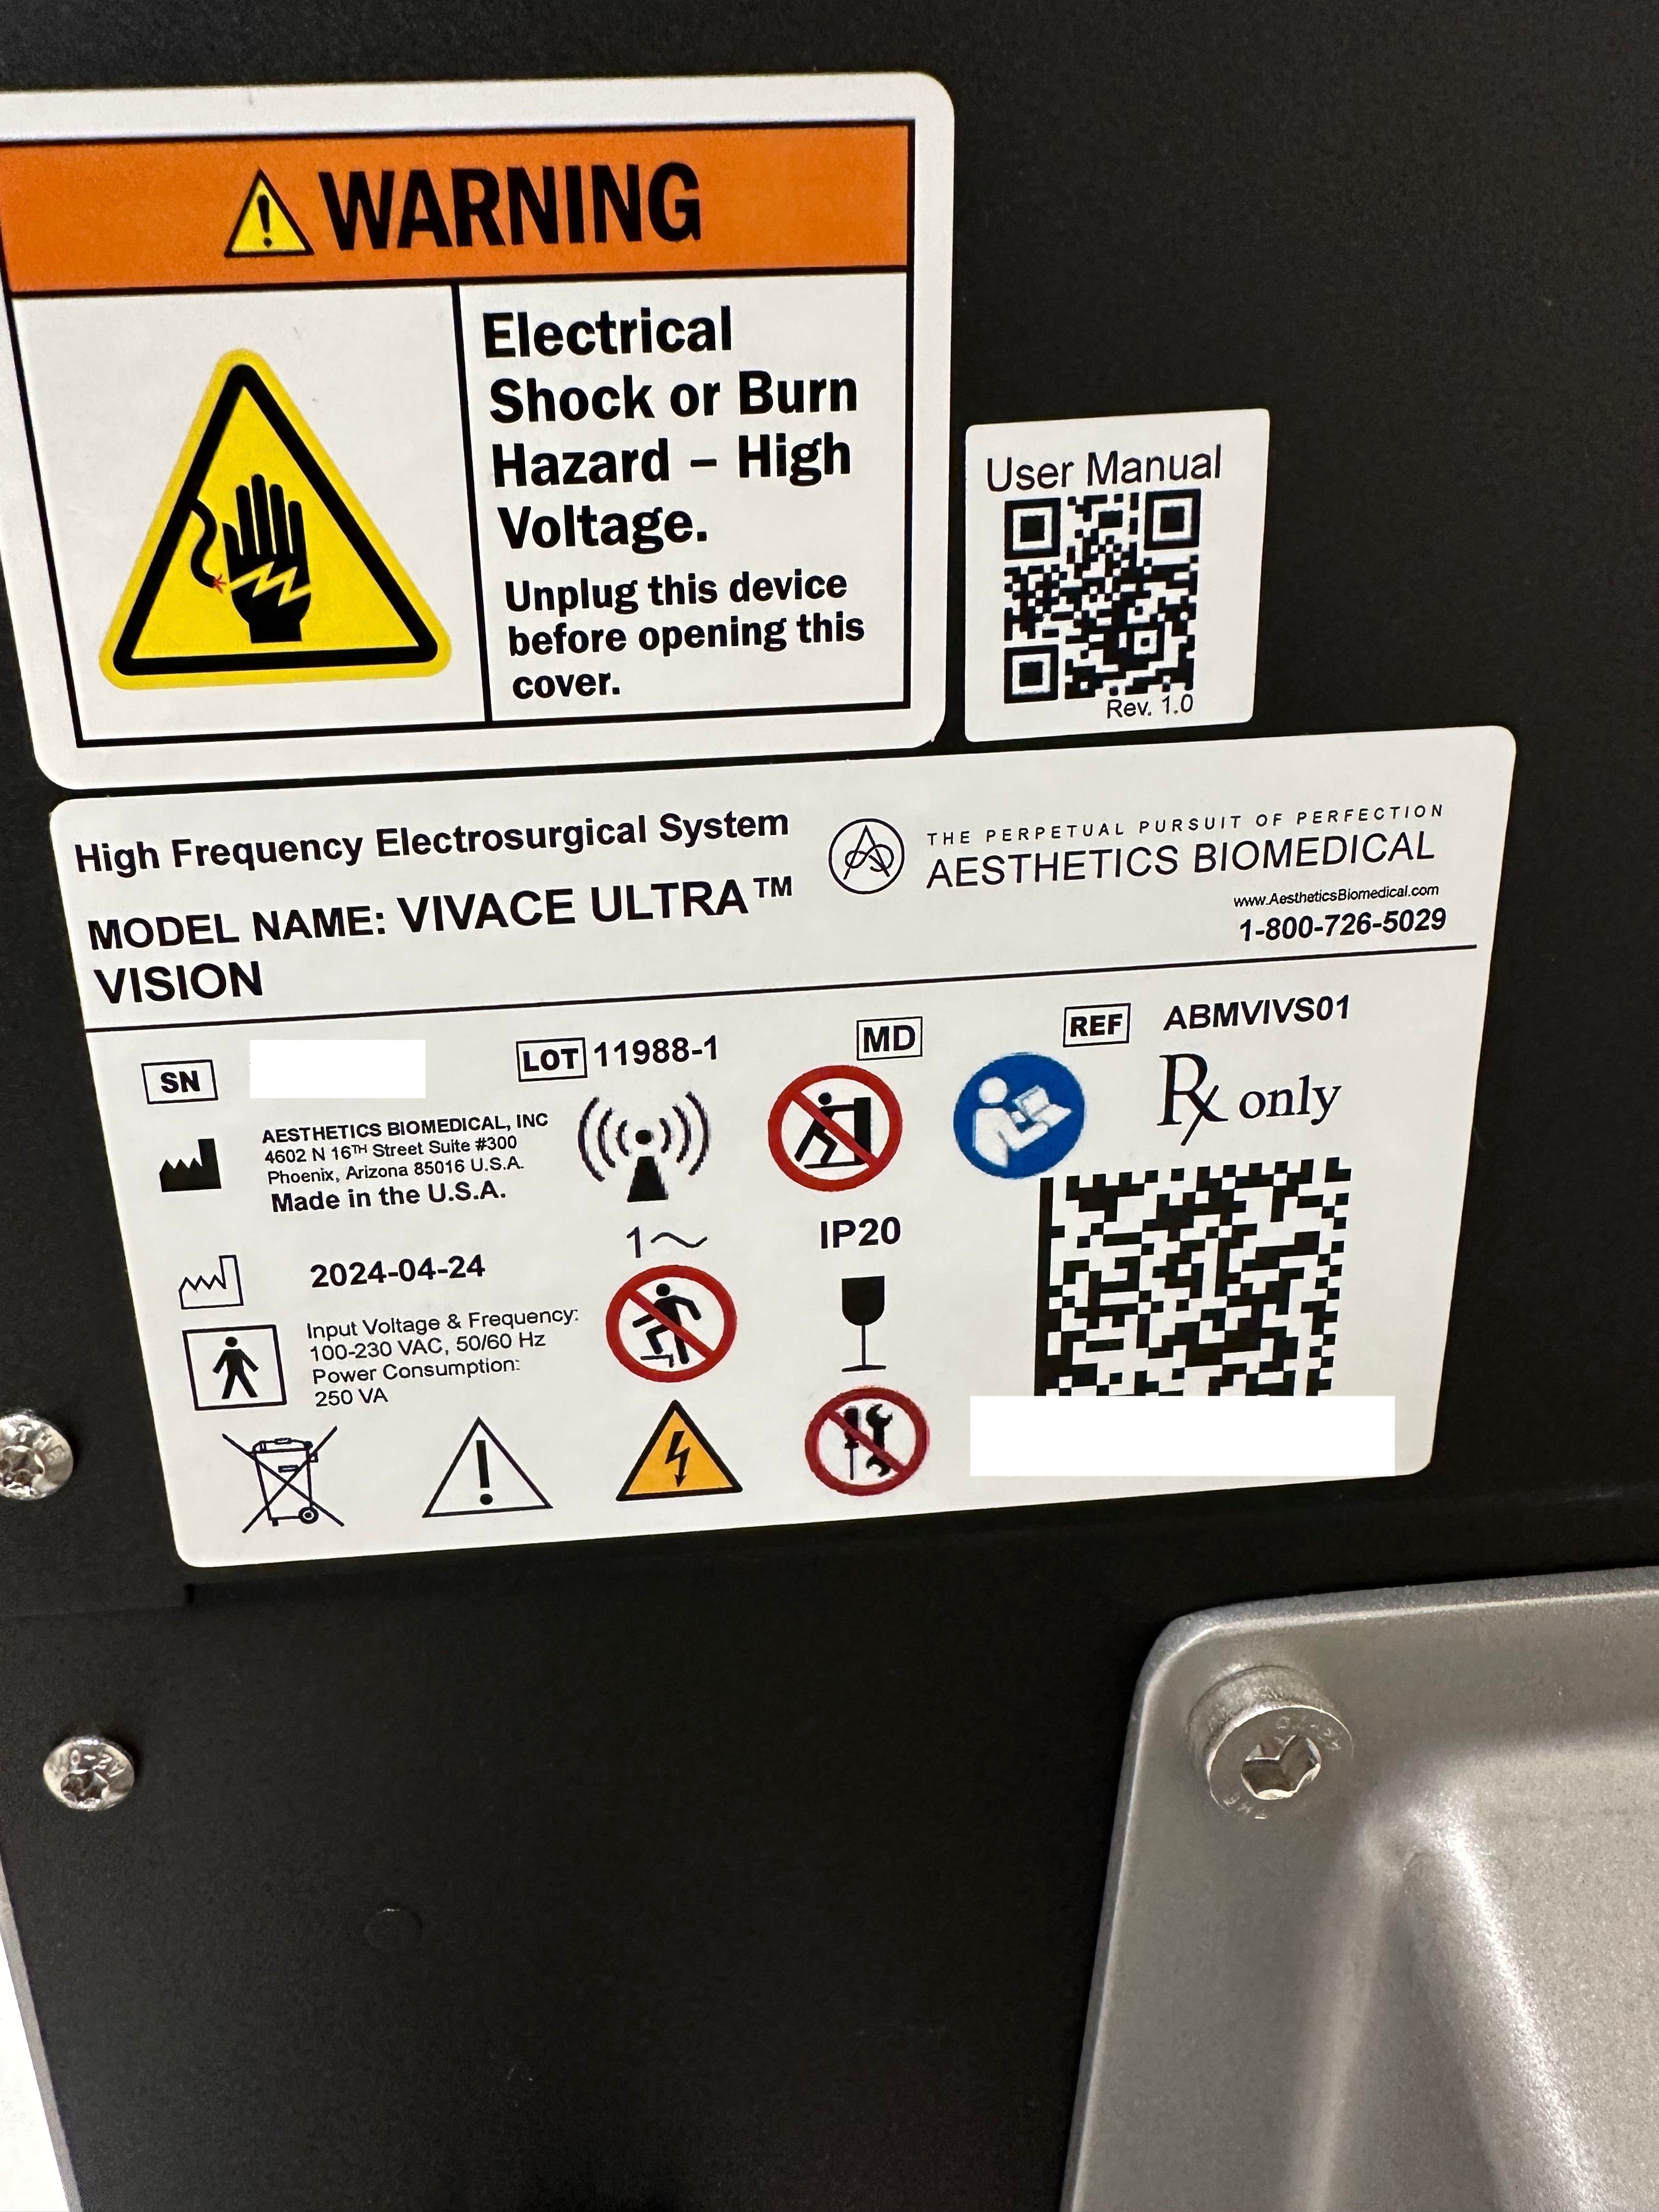 WARNING
Electrical
Shock or Burn
Hazard – High
Voltage.
Unplug this device
before opening this
cover.
User Manual
Rev. 1.0
High Frequency Electrosurgical System
MODEL NAME: VIVACE ULTRA™
VISION
THE PERPETUAL PURSUIT OF PERFECTION
AESTHETICS BIOMEDICAL
www.AestheticsBiomedical.com
1-800-726-5029
SN
LOT 11988-1
MD
REF ABMVIVS01
Rx only
AESTHETICS BIOMEDICAL, INC
4602 N 16TH Street Suite #300
Phoenix, Arizona 85016 U.S.A.
Made in the U.S.A.
1~
IP20
2024-04-24
Input Voltage & Frequency:
100-230 VAC, 50/60 Hz
Power Consumption:
250 VA